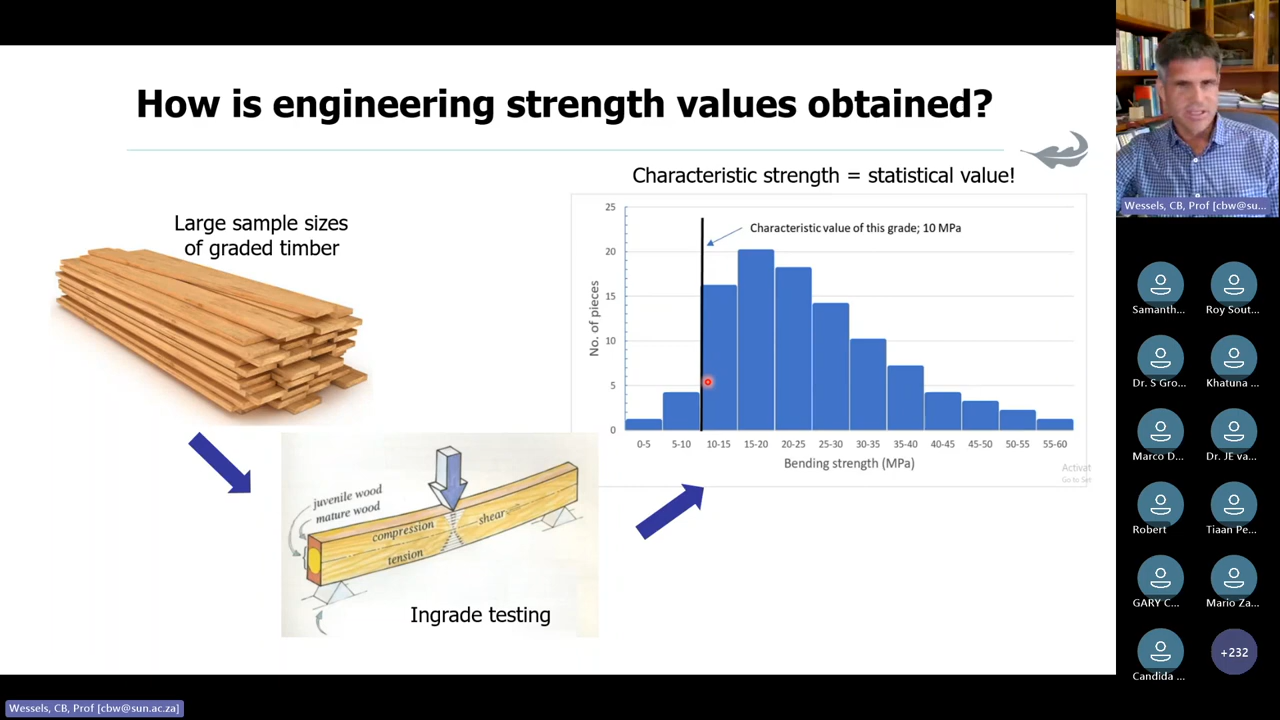 How is engineering strength values obtained?
Large sample sizes
of graded timber
Characteristic strength = statistical value!
Characteristic value of this grade; 10 MPa
No. of pieces
25
20
15
10
5
0
0-5 5-10 10-15 15-20 20-25 25-30 30-35 35-40 40-45 45-50 50-55 55-60
Bending strength (MPa)
Activat
Go to Set
juvenile wood
mature wood
compression
shear
tension
Ingrade testing
Wessels, CB, Prof [cbw@su...
Samanth...
Roy Sout...
Dr. S Gro...
Khatuna ...
Marco D...
Dr. JE va...
Robert
Tiaan Pe...
GARY C...
Mario Za...
Candida ...
+232
Wessels, CB, Prof [cbw@sun.ac.za]